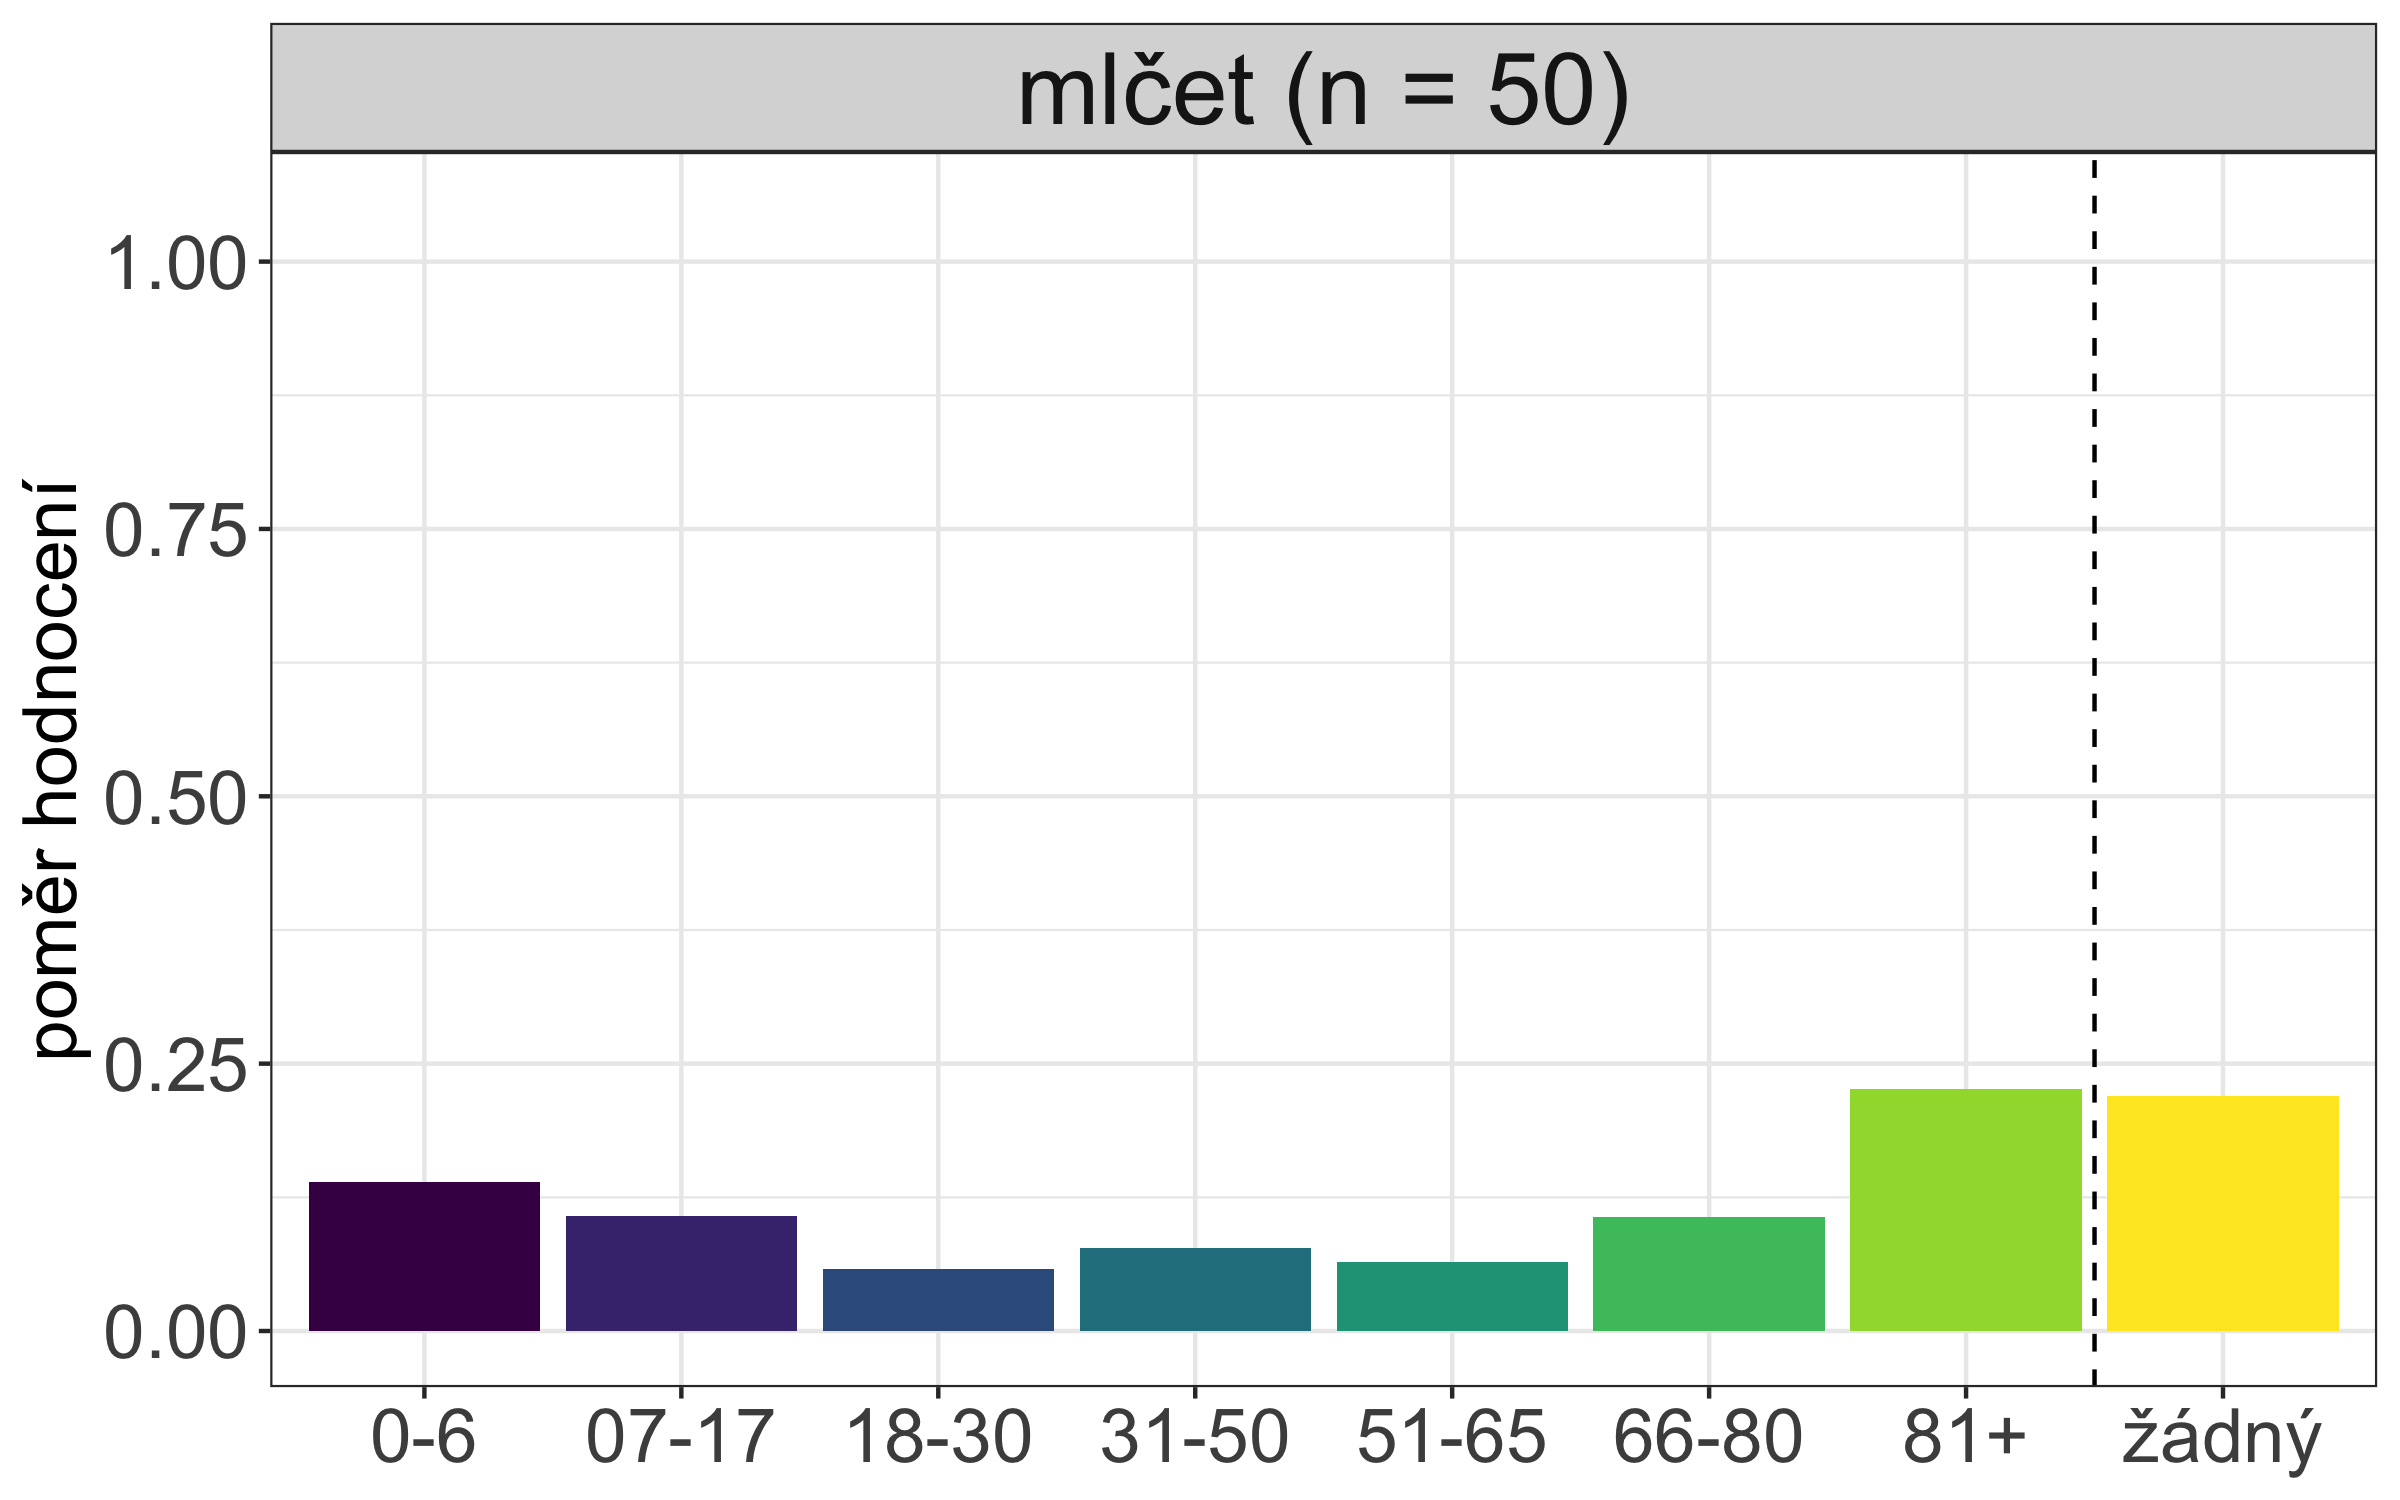 mlčet (n = 50)
poměr hodnocení
1.00
0.75
0.50
0.25
0.00
0-6 07-17 18-30 31-50 51-65 66-80 81+ žádný